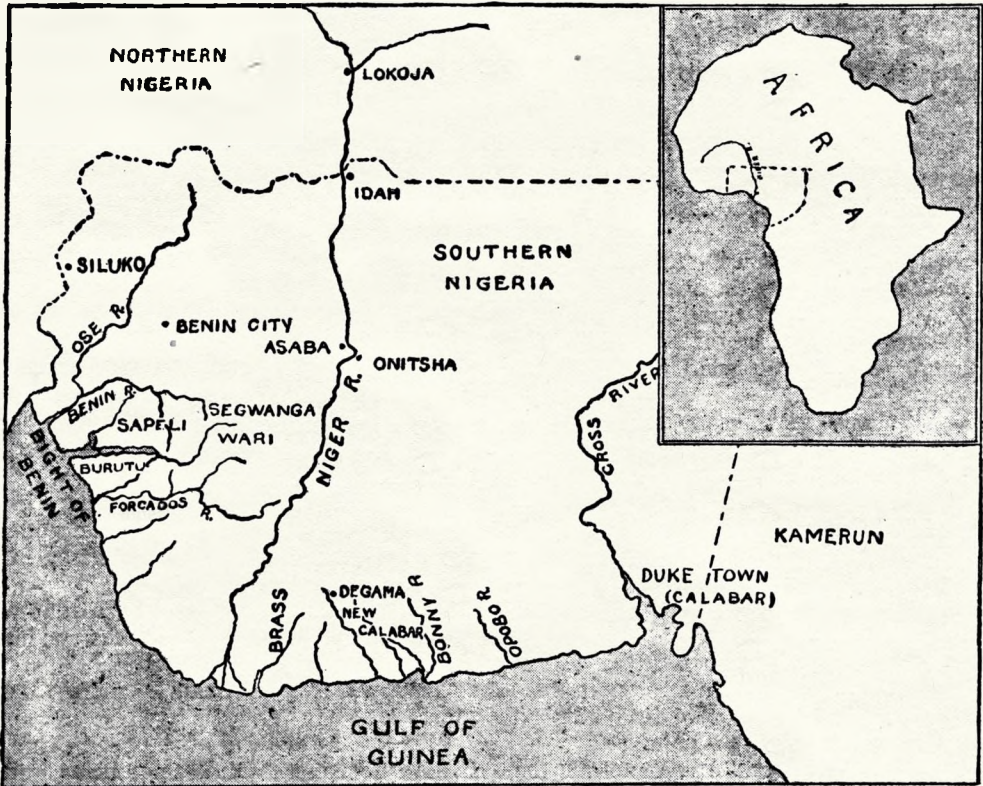 NORTHERN
NIGERIA
LOKOJA
AFRICA
IDAH
SILUKO
SOUTHERN
NIGERIA
OSE R.
BENIN CITY
ASABA
ONITSHA
NIGER R.
CROSS RIVER
BENIN R.
SAPELI
SEGWANGA
WARI
BIGHT OF
BENIN
BURUTU
FORCADOS R.
KAMERUN
DUKE TOWN
(CALABAR)
BRASS
DEGAMA
NEW
CALABAR
BONNY R
OPOBO R.
GULF OF
GUINEA